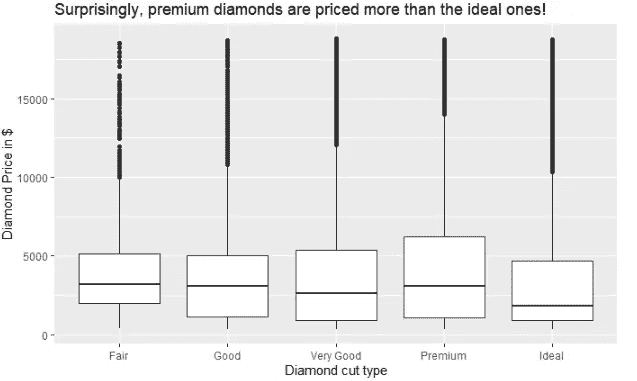 Surprisingly, premium diamonds are priced more than the ideal ones!
Diamond Price in $
15000
10000
5000
0
Fair Good Very Good Premium Ideal
Diamond cut type